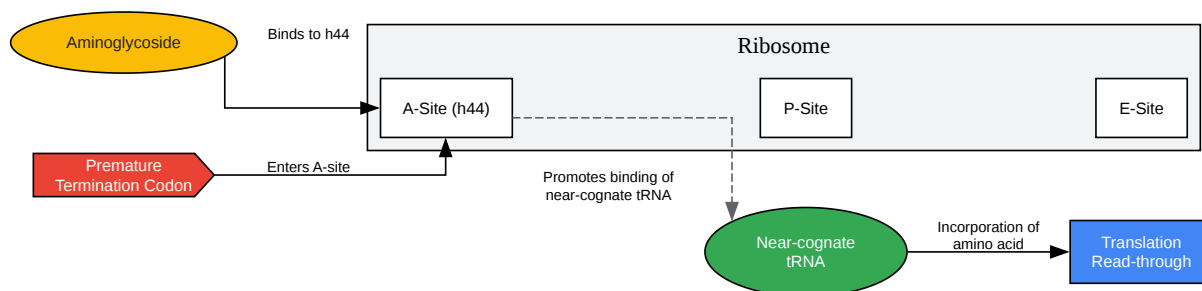 Aminoglycoside
Binds to h44
Ribosome
A-Site (h44)
P-Site
E-Site
Premature
Termination Codon
Enters A-site
Promotes binding of
near-cognate tRNA
Near-cognate
tRNA
Incorporation of
amino acid
Translation
Read-through